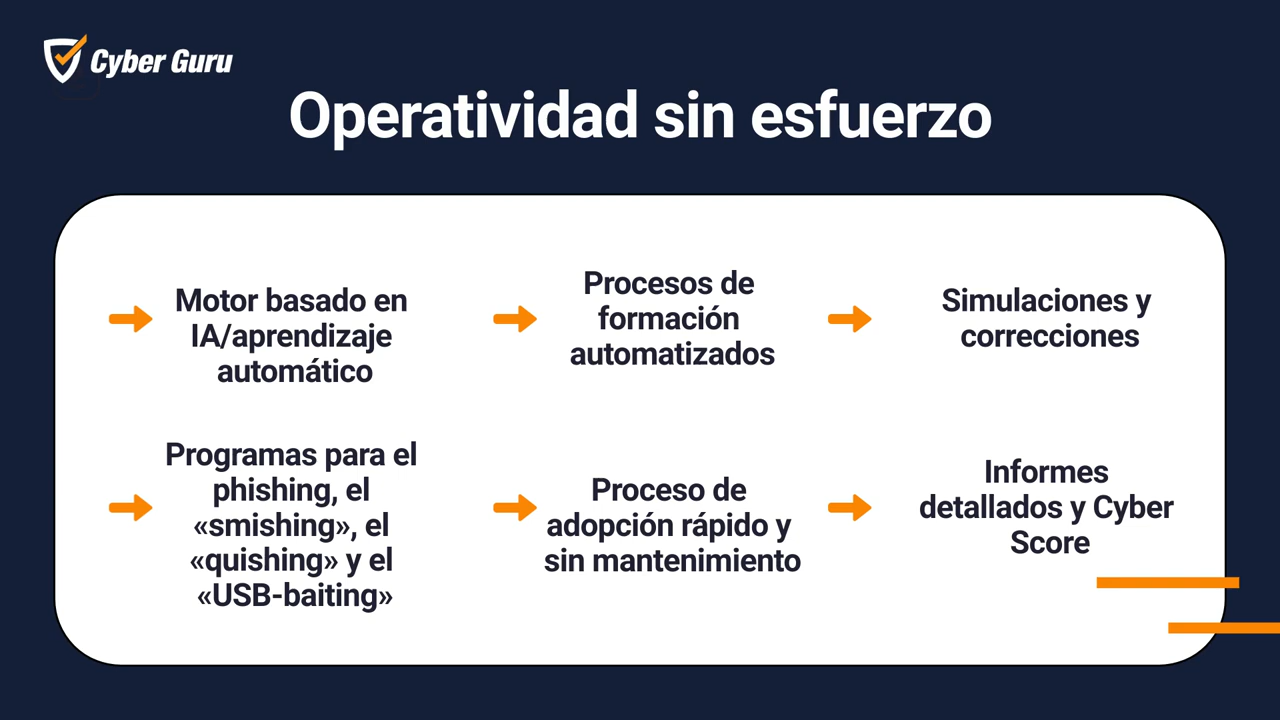 Cyber Guru
Operatividad sin esfuerzo
Motor basado en
IA/aprendizaje
automático
Procesos de
formación
automatizados
Simulaciones y
correcciones
Programas para el
phishing, el
«smishing», el
«quishing» y el
«USB-baiting»
Proceso de
adopción rápido y
sin mantenimiento
Informes
detallados y Cyber
Score